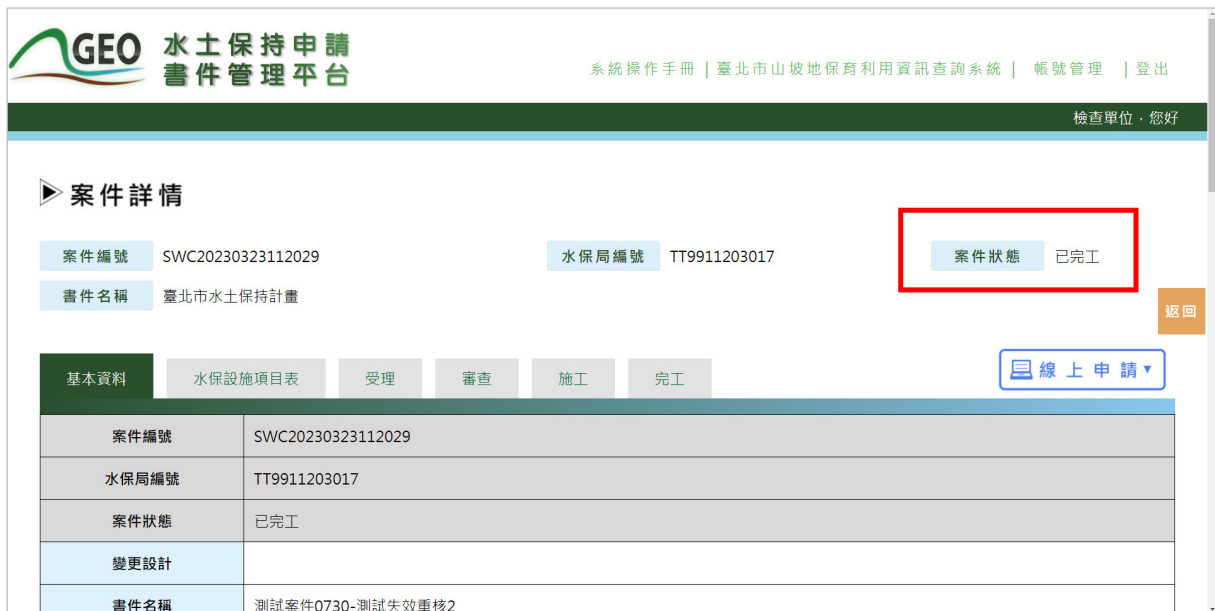 GEO 水土保持申請
書件管理平台
系統操作手冊 | 臺北市山坡地保育利用資訊查詢系統 | 帳號管理 | 登出
檢查單位,您好
案件詳情
案件編號 SWC20230323112029 水保局編號 TT9911203017 案件狀態 已完工
書件名稱 臺北市水土保持計畫
返回
基本資料 水保設施項目表 受理 審查 施工 完工 線上申請▼
案件編號 SWC20230323112029
水保局編號 TT9911203017
案件狀態 已完工
變更設計
書件名稱 測試案件0730-測試失效重核2